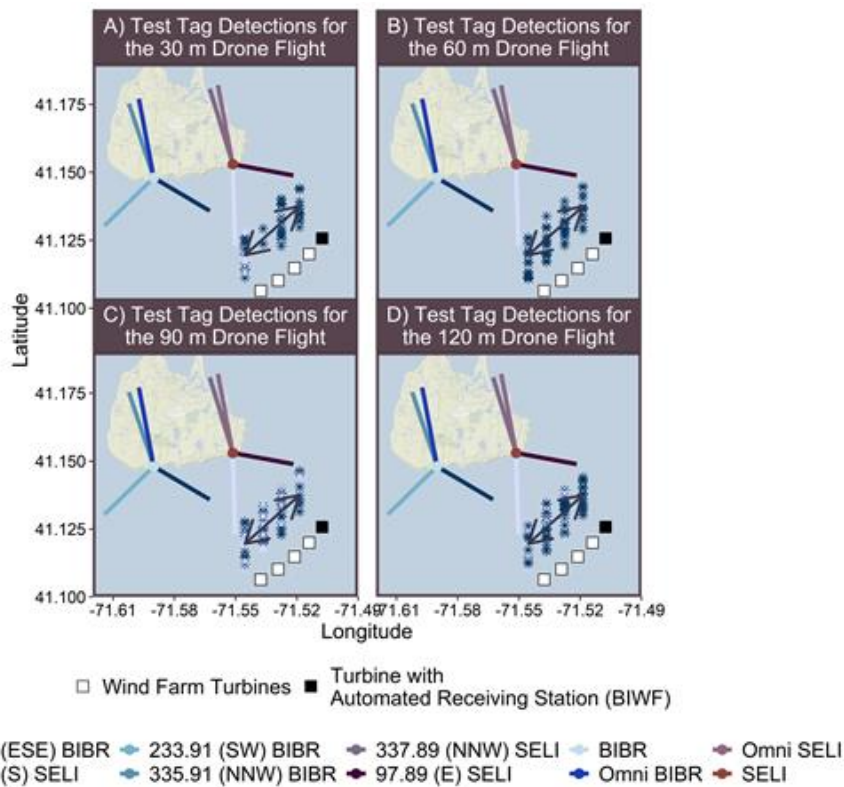 A) Test Tag Detections for
the 30 m Drone Flight
B) Test Tag Detections for
the 60 m Drone Flight
41.175
41.150
41.125
41.100
C) Test Tag Detections for
the 90 m Drone Flight
D) Test Tag Detections for
the 120 m Drone Flight
Latitude
41.175
41.150
41.125
41.100
-71.61 -71.58 -71.55 -71.52 -71.49 -71.58 -71.55 -71.52 -71.49
Longitude
Wind Farm Turbines
Turbine with
Automated Receiving Station (BIWF)
(ESE) BIBR 233.91 (SW) BIBR 337.89 (NNW) SELI BIBR Omni SELI
(S) SELI 335.91 (NNW) BIBR 97.89 (E) SELI Omni BIBR SELI